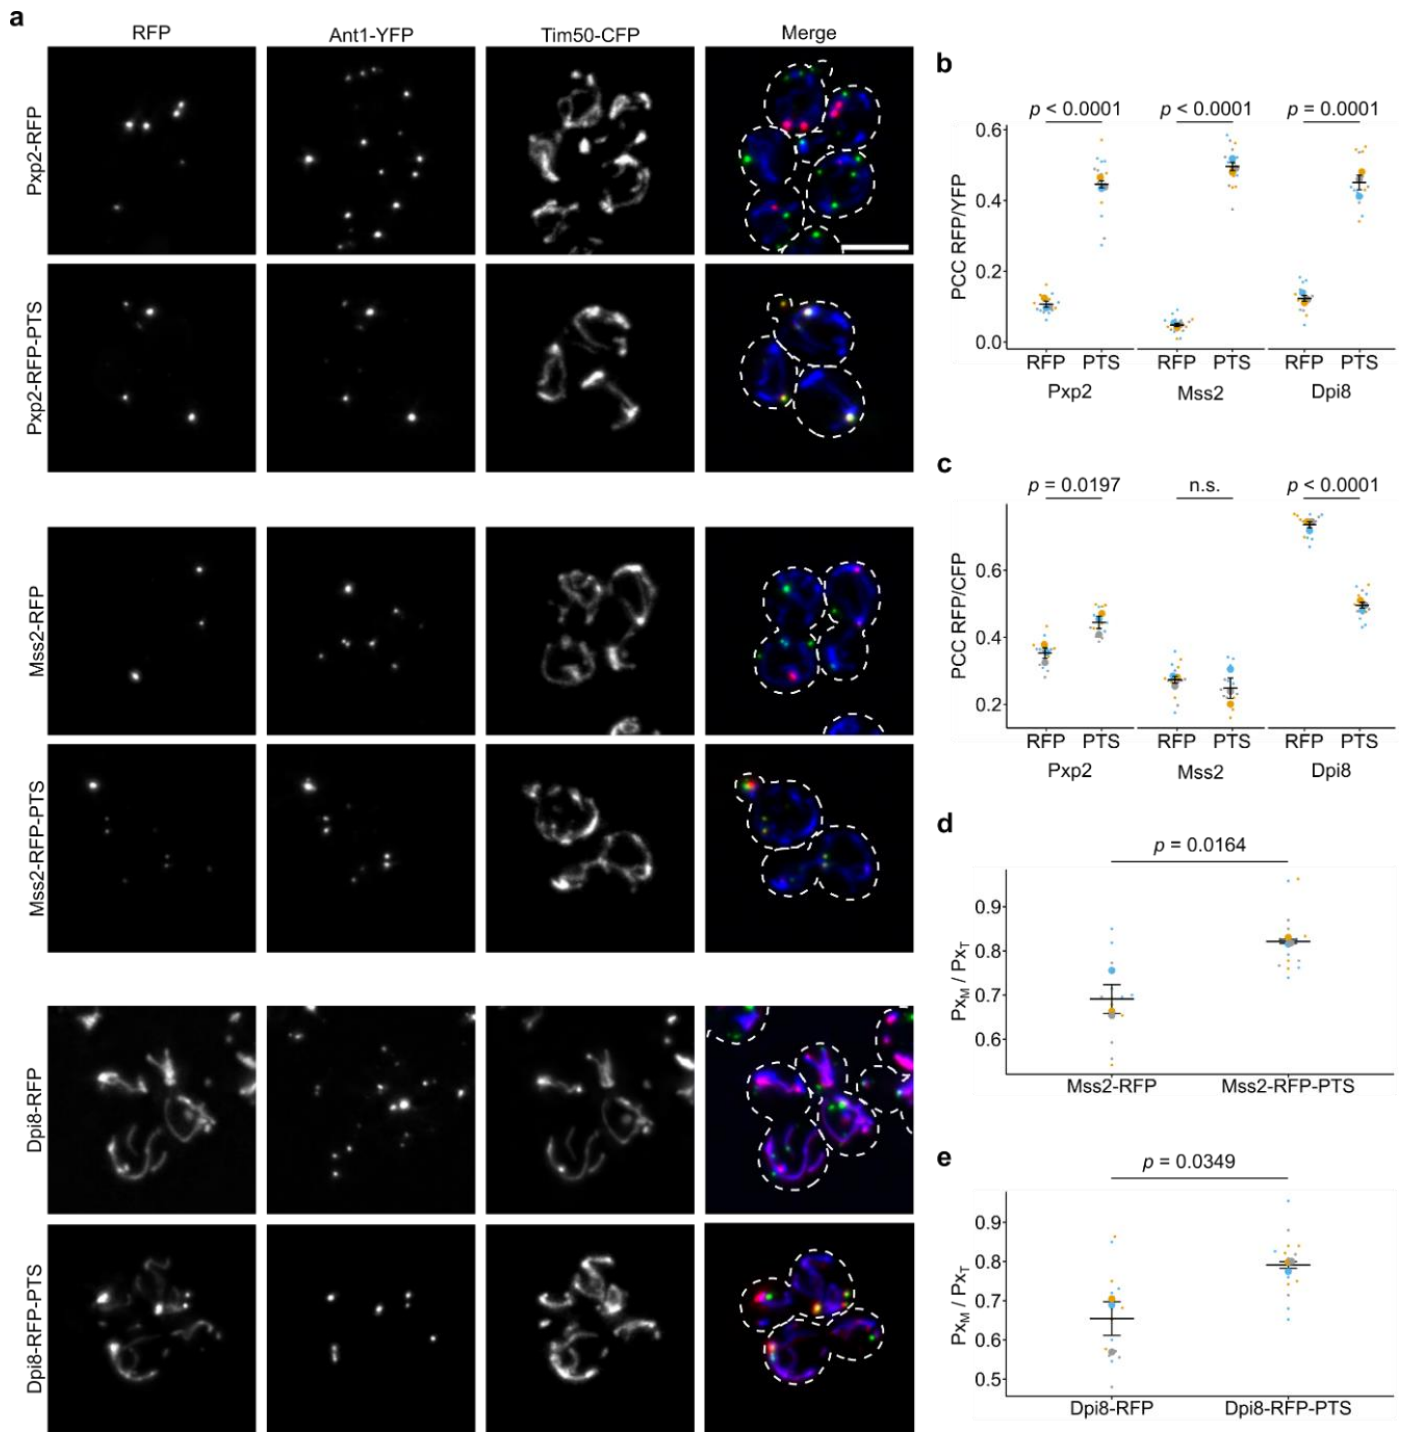 a
RFP
Ant1-YFP
Tim50-CFP
Merge
Pxp2-RFP
Pxp2-RFP-PTS
Mss2-RFP
Mss2-RFP-PTS
Dpi8-RFP
Dpi8-RFP-PTS
b
p < 0.0001
p < 0.0001
p = 0.0001
PCC RFP/YFP
0.6
0.4
0.2
0.0
RFP PTS RFP PTS RFP PTS
Pxp2 Mss2 Dpi8
c
p = 0.0197
n.s.
p < 0.0001
PCC RFP/CFP
0.6
0.4
0.2
RFP PTS RFP PTS RFP PTS
Pxp2 Mss2 Dpi8
d
p = 0.0164
PxM / PxT
0.9
0.8
0.7
0.6
Mss2-RFP Mss2-RFP-PTS
e
p = 0.0349
PxM / PxT
0.9
0.8
0.7
0.6
0.5
Dpi8-RFP Dpi8-RFP-PTS